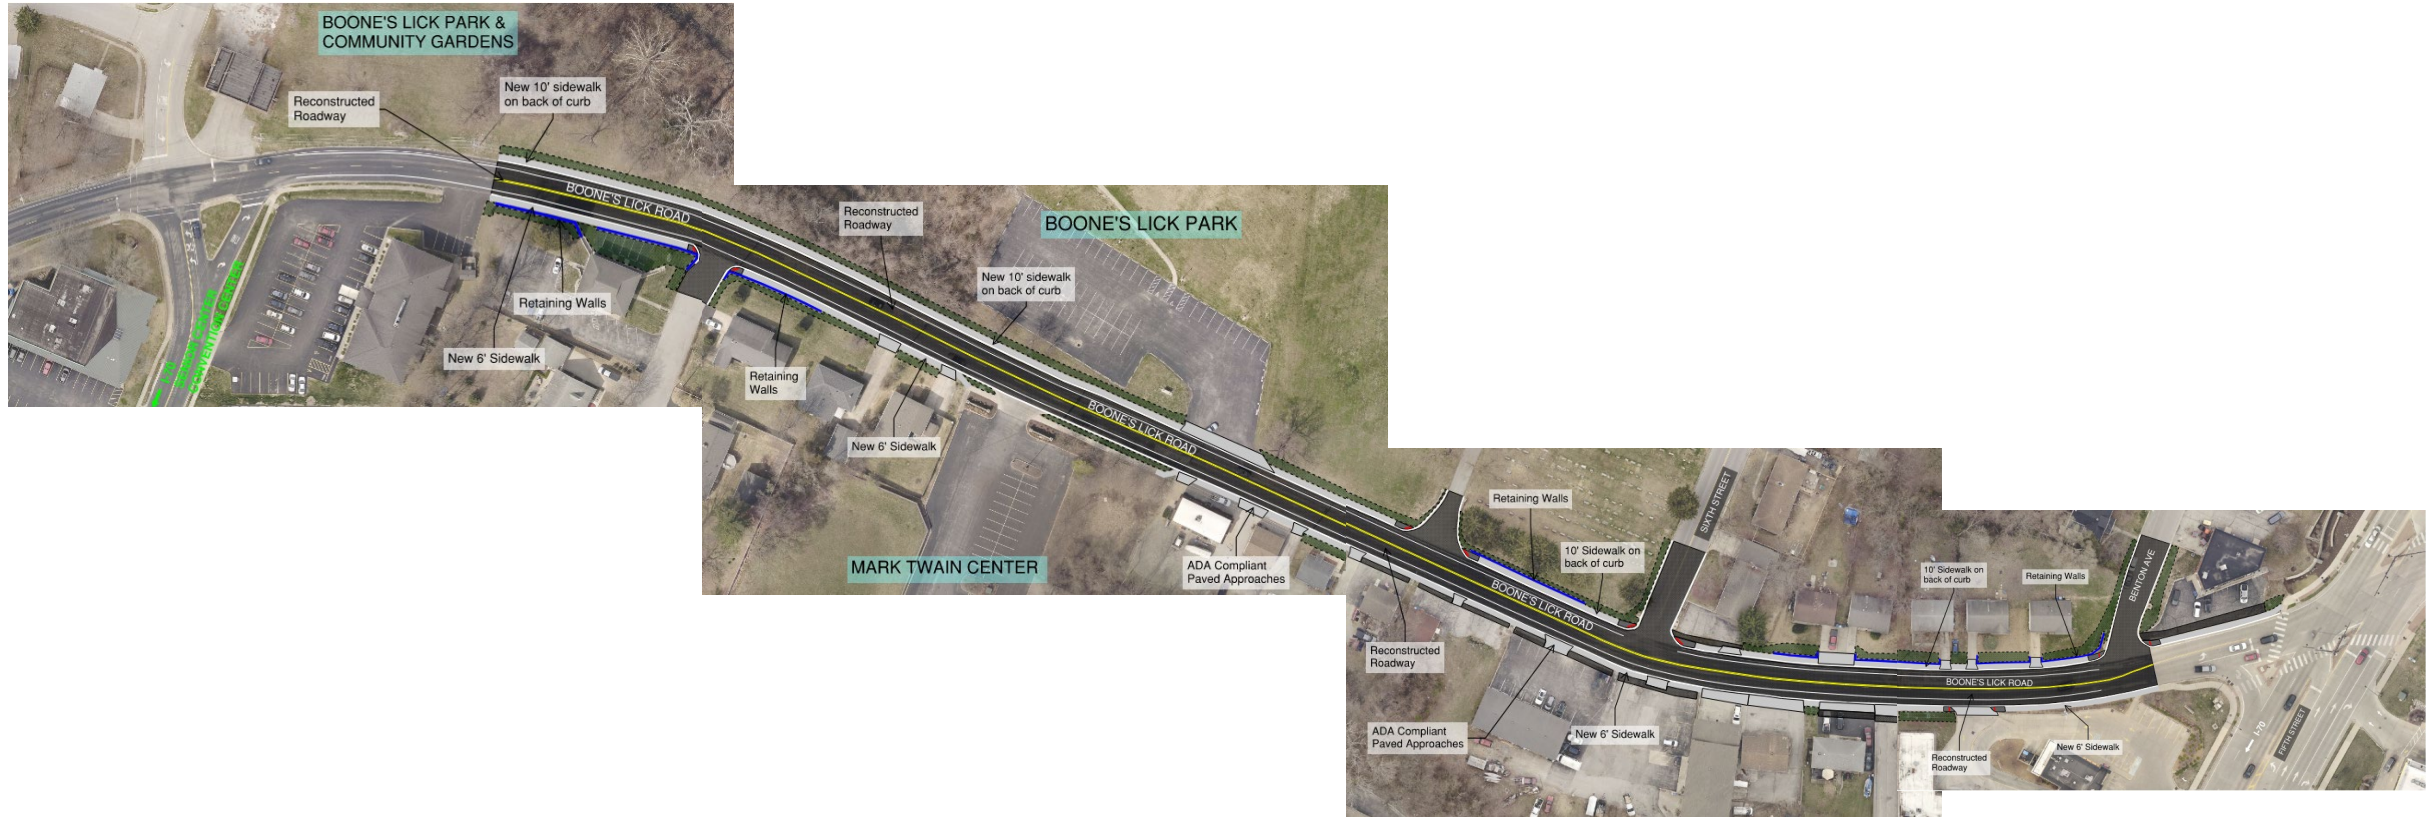 BOONE'S LICK PARK &
COMMUNITY GARDENS
New 10' sidewalk
on back of curb
Reconstructed
Roadway
BOONE'S LICK ROAD
Retaining Walls
New 6' Sidewalk
I-70
CONVENTION CENTER
Reconstructed
Roadway
BOONE'S LICK PARK
New 10' sidewalk
on back of curb
Retaining
Walls
New 6' Sidewalk
BOONE'S LICK ROAD
MARK TWAIN CENTER
ADA Compliant
Paved Approaches
Retaining Walls
SIXTH STREET
10' Sidewalk on
back of curb
BOONE'S LICK ROAD
Reconstructed
Roadway
ADA Compliant
Paved Approaches
New 6' Sidewalk
10' Sidewalk on
back of curb
Retaining Walls
BENTON AVE
BOONE'S LICK ROAD
Reconstructed
Roadway
New 6' Sidewalk
I-70
FIFTH STREET